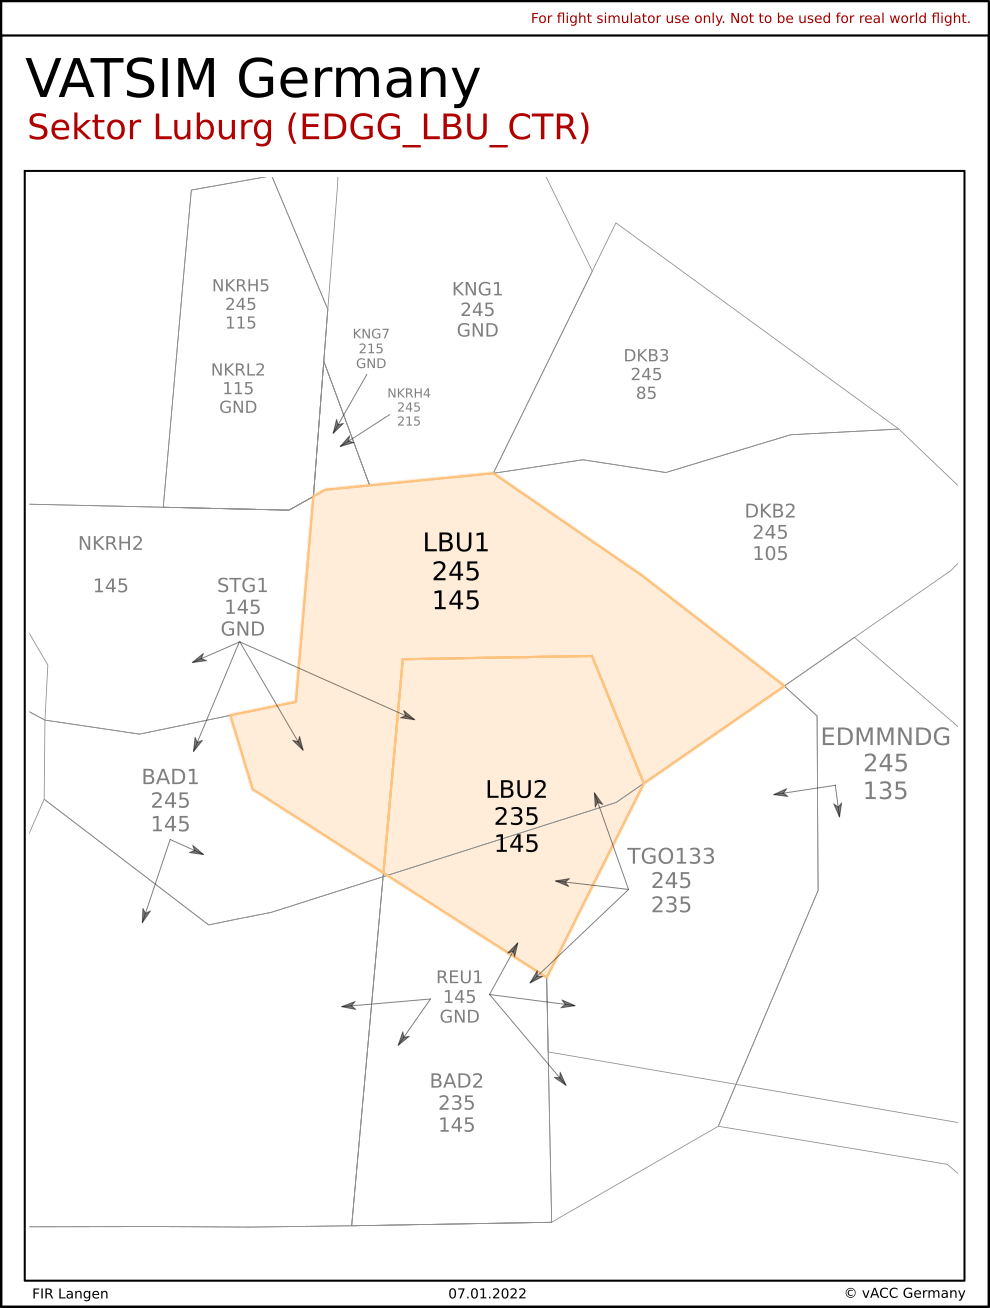 For flight simulator use only. Not to be used for real world flight.
VATSIM Germany
Sektor Luburg (EDGG_LBU_CTR)
NKRH5
245
115
NKRL2
115
GND
KNG1
245
GND
KNG7
215
GND
NKRH4
245
215
DKB3
245
85
DKB2
245
105
NKRH2
145
STG1
145
GND
LBU1
245
145
EDMMNDG
245
135
BAD1
245
145
LBU2
235
145
TGO133
245
235
REU1
145
GND
BAD2
235
145
FIR Langen
07.01.2022
© vACC Germany